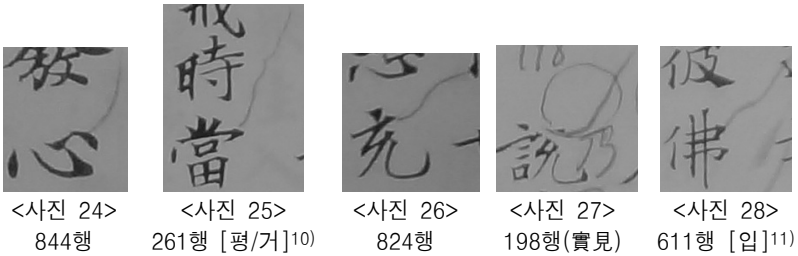 心
時
當
充
說乃
彼
佛
<사진 24>
844행
<사진 25>
261행 [평/거]10)
<사진 26>
824행
<사진 27>
198행(實見)
<사진 28>
611행 [입]11)